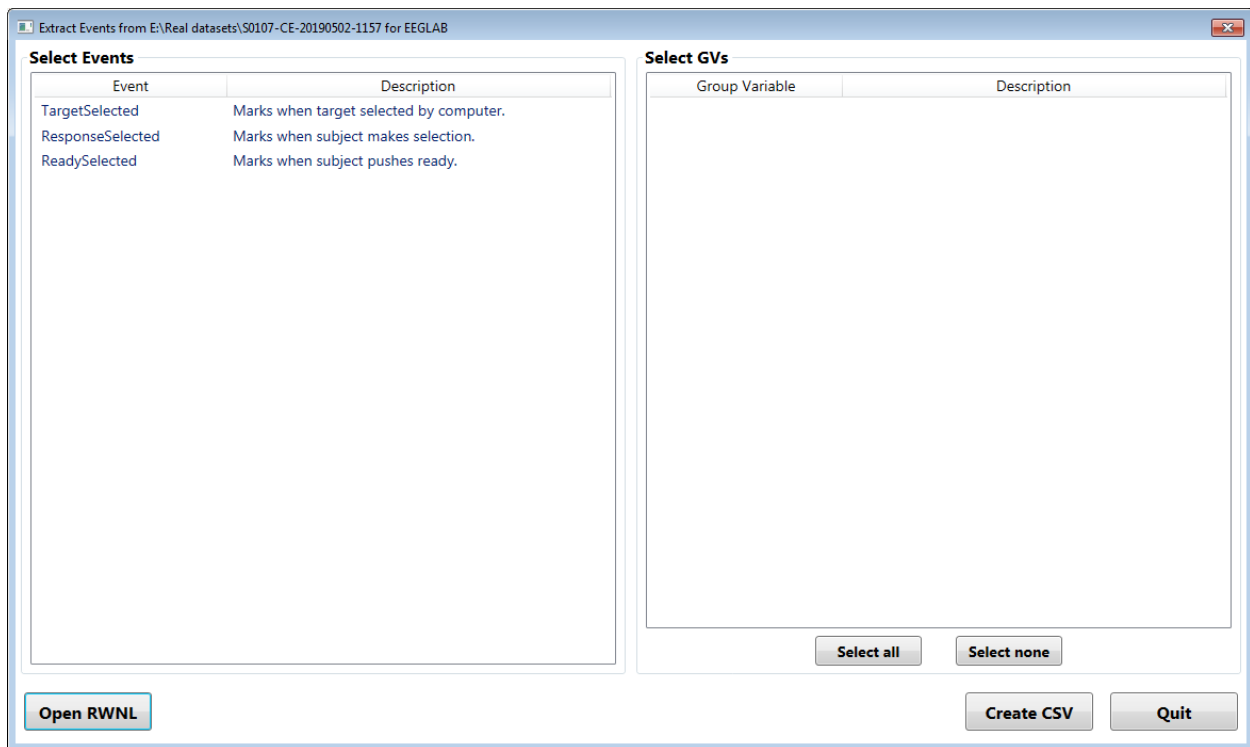 Extract Events from E:\Real datasets\S0107-CE-20190502-1157 for EEGLAB
Select Events
Event Description
TargetSelected Marks when target selected by computer.
ResponseSelected Marks when subject makes selection.
ReadySelected Marks when subject pushes ready.
Select GVs
Group Variable Description
Select all Select none
Open RWNL Create CSV Quit